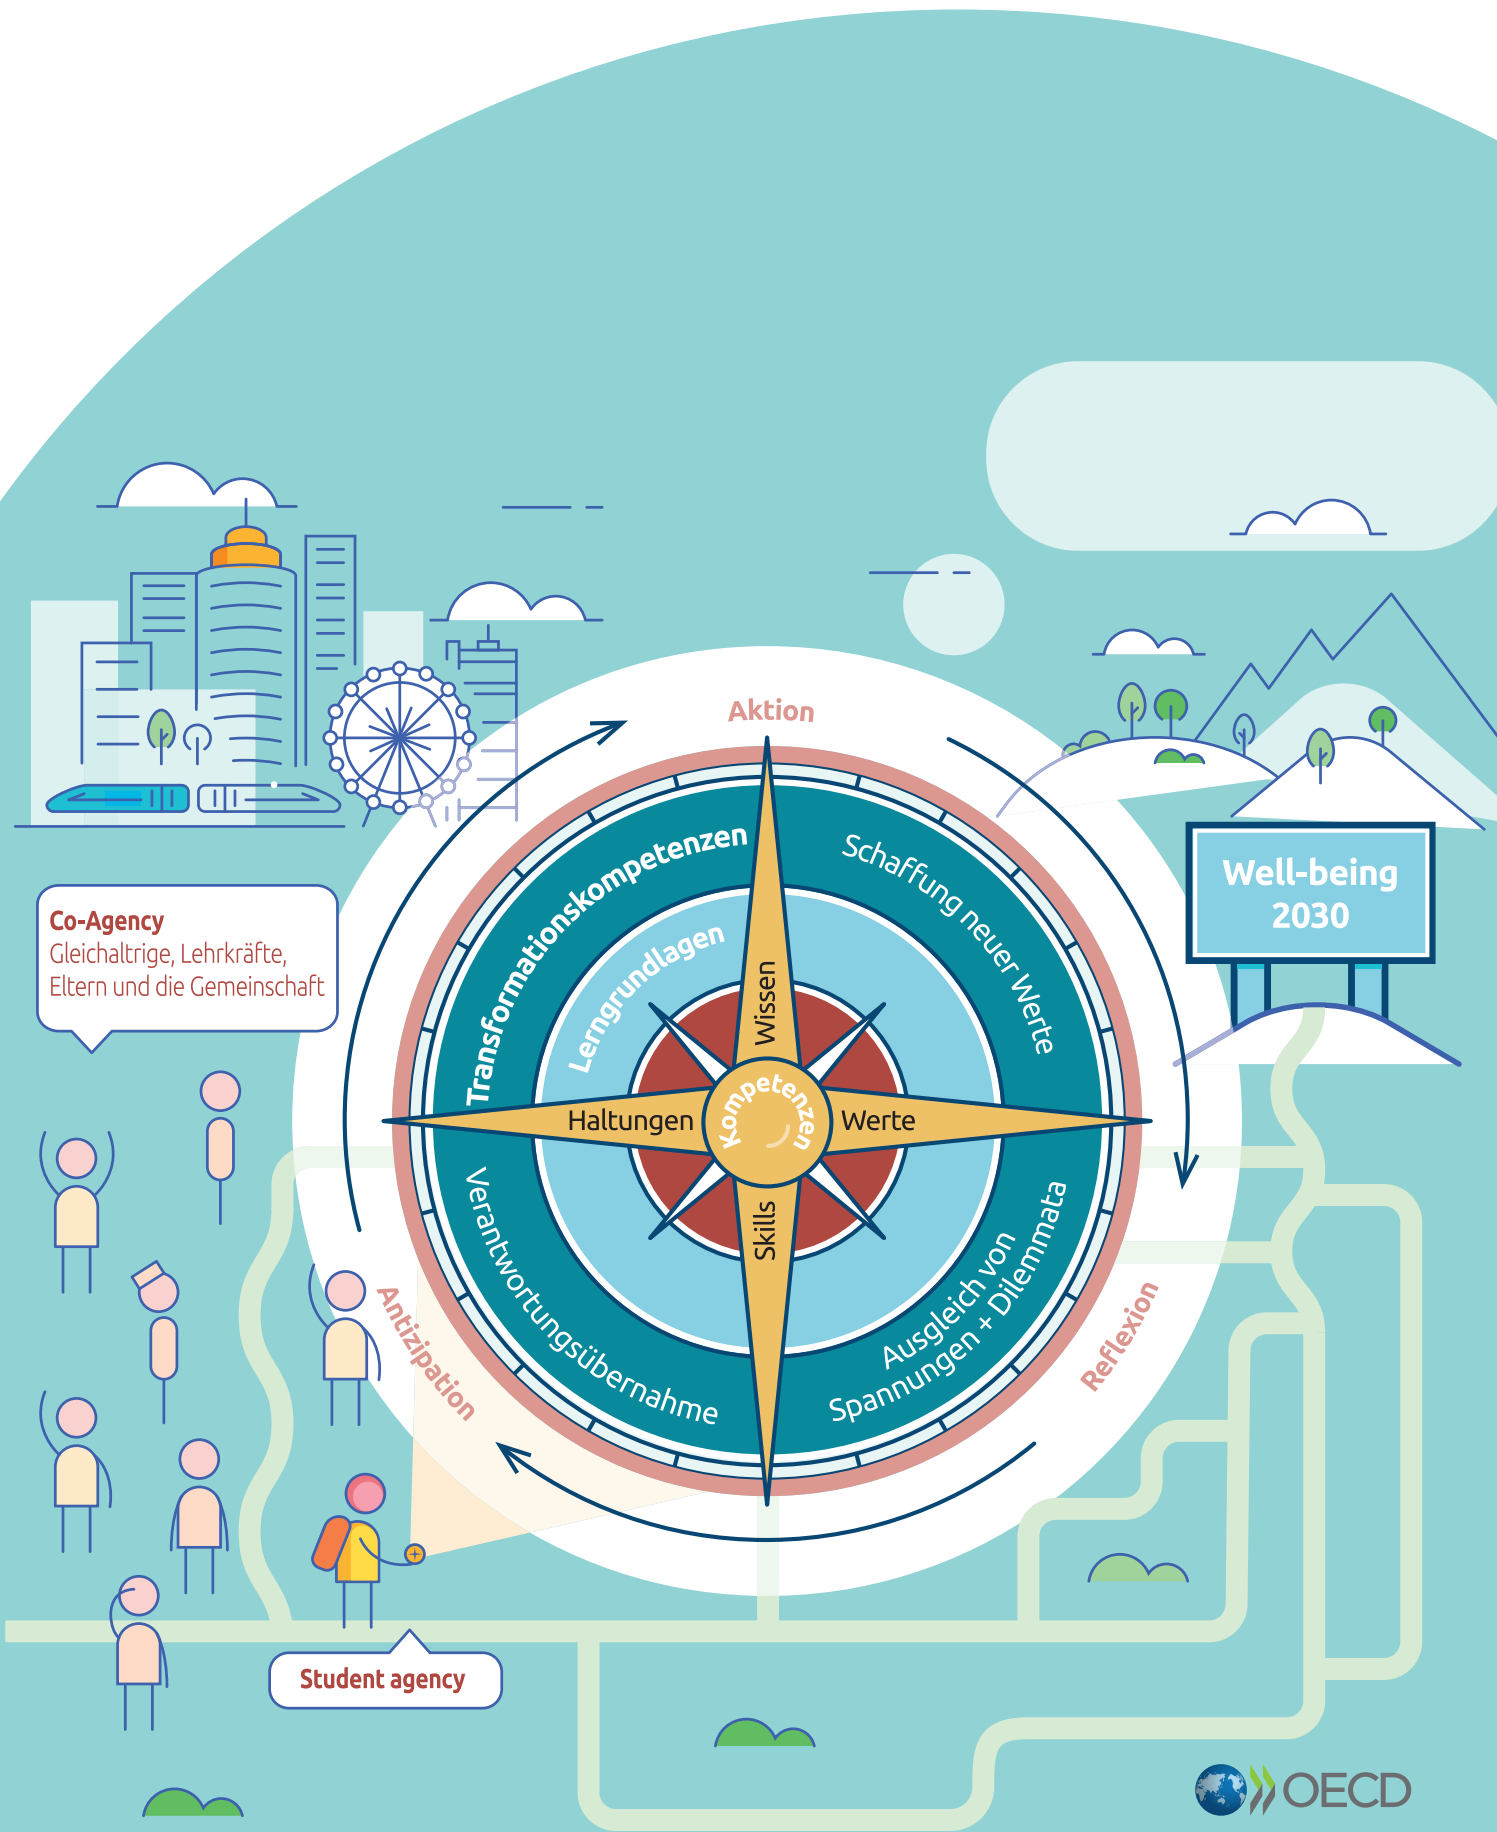 Aktion
Transformationskompetenzen
Schaffung neuer Werte
Lerngrundlagen
Well-being
2030
Co-Agency
Gleichaltrige, Lehrkräfte,
Eltern und die Gemeinschaft
Wissen
Haltungen
Kompetenzen
Werte
Skills
Verantwortungsübernahme
Ausgleich von
Spannungen + Dilemmata
Antizipation
Reflexion
Student agency
OECD